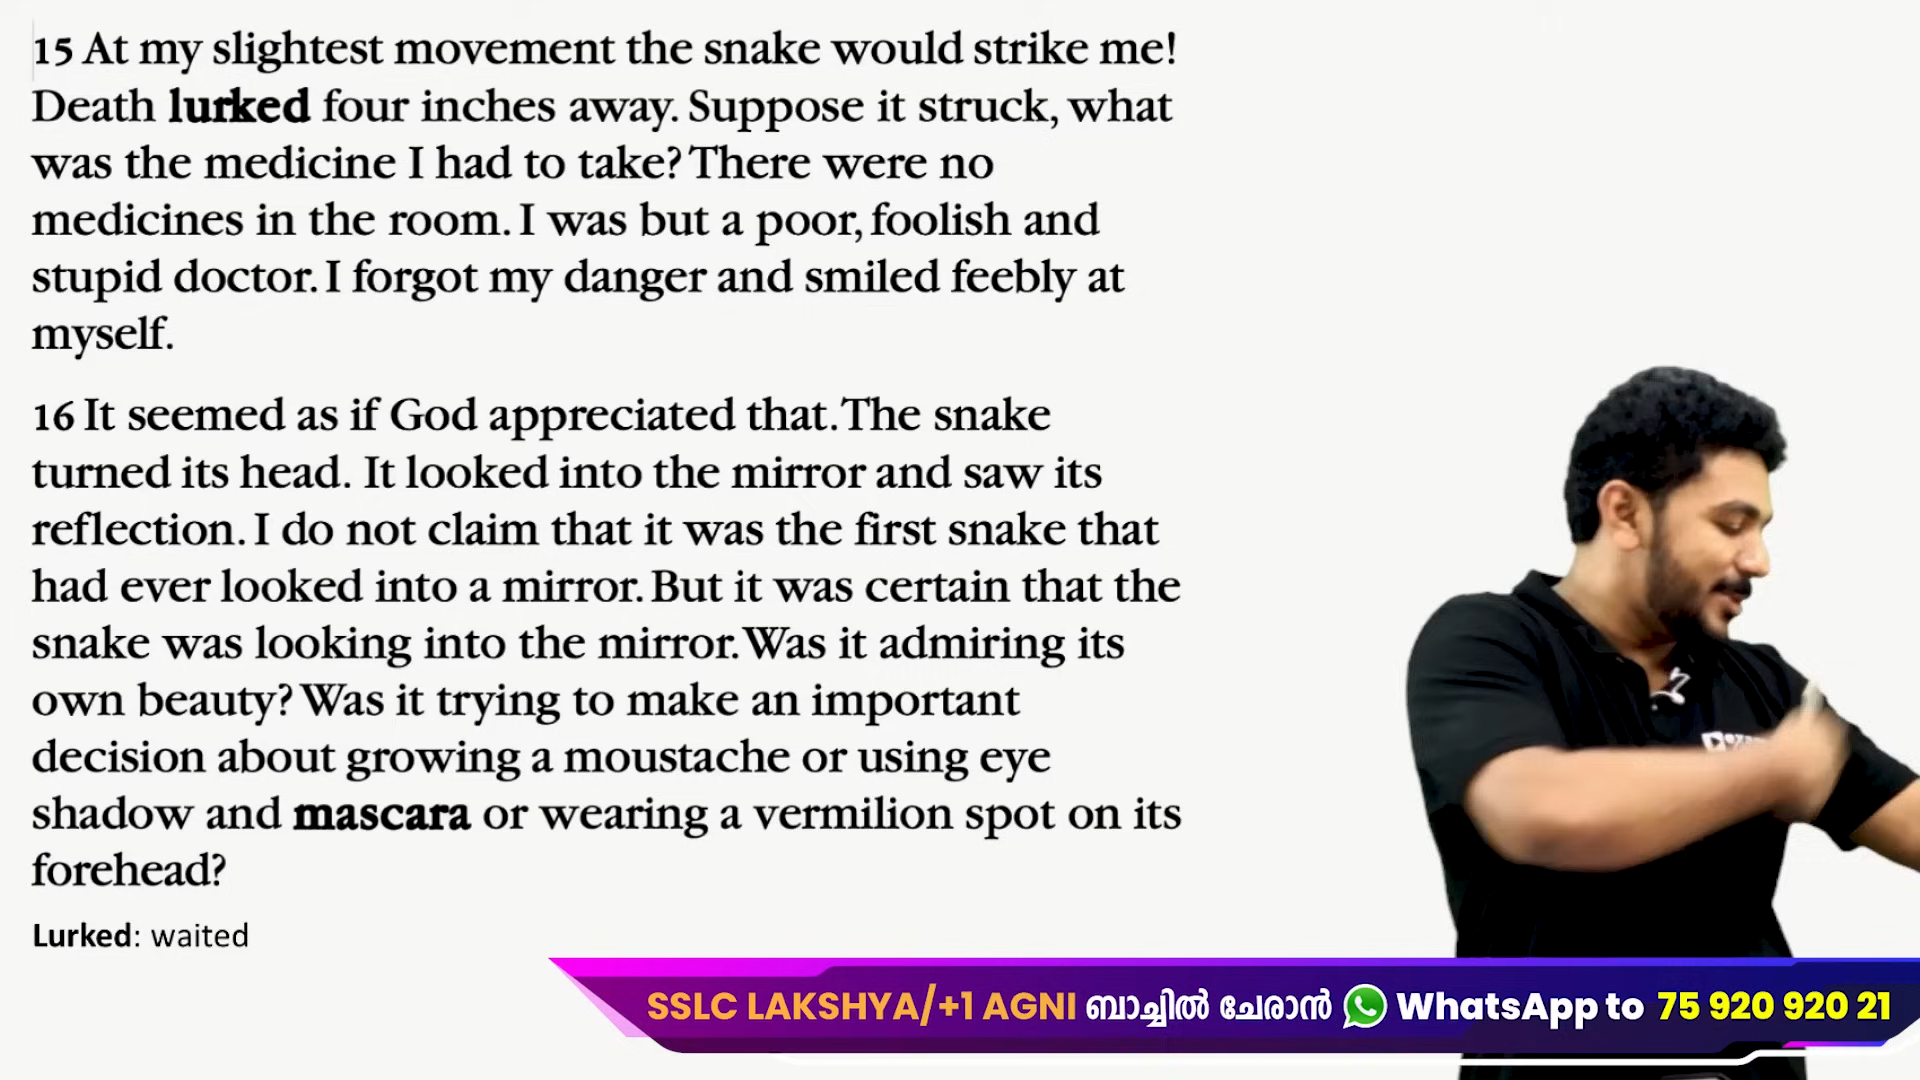 15 At my slightest movement the snake would strike me!
Death lurked four inches away. Suppose it struck, what
was the medicine I had to take? There were no
medicines in the room. I was but a poor, foolish and
stupid doctor. I forgot my danger and smiled feebly at
myself.
16 It seemed as if God appreciated that. The snake
turned its head. It looked into the mirror and saw its
reflection. I do not claim that it was the first snake that
had ever looked into a mirror. But it was certain that the
snake was looking into the mirror. Was it admiring its
own beauty? Was it trying to make an important
decision about growing a moustache or using eye
shadow and mascara or wearing a vermilion spot on its
forehead?
Lurked: waited
SSLC LAKSHYA/+1 AGNI ബാച്ചിൽ ചേരാൻ WhatsApp to 75 920 920 21